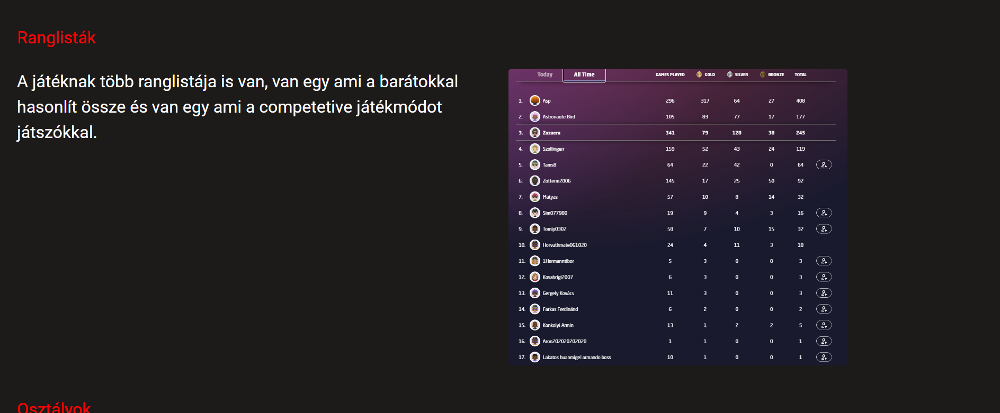 Ranglisták
A játéknak több ranglistája is van, van egy ami a barátokkal
hasonlít össze és van egy ami a competetive játékmódot
játszókkal.
Today All Time GAMES PLAYED GOLD SILVER BRONZE TOTAL
1. Asp 296 317 64 27 408
2. Astronaute Bird 105 83 77 17 177
3. Zazaera 341 79 128 38 245
4. Szollingerr 159 52 43 24 119
5. Tams8 64 22 42 0 64
6. Zotterm2006 145 17 25 50 92
7. Matyas 57 10 8 14 32
8. Sim077980 19 9 4 3 16
9. Tomip0302 58 7 10 15 32
10. Horvathmate061020 24 4 11 3 18
11. 1Hermanntibor 5 3 0 0 3
12. Kosabrigi2007 6 3 0 0 3
13. Gergely Kovács 11 3 0 0 3
14. Farkas Ferdinánd 6 2 0 0 2
15. Konkolyi Armin 13 1 2 2 5
16. Aron202020202020 1 1 0 0 1
17. Lakatos huanmigel armando boss 10 1 0 0 1
Osztályok